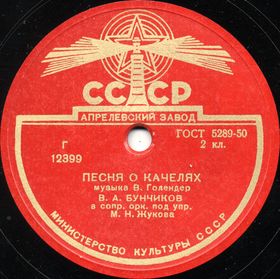 СССР
АПРЕЛЕВСКИЙ ЗАВОД
ГОСТ 5289-50
Г 2 кл.
12399
ПЕСНЯ О КАЧЕЛЯХ
музыка В. Голендер
В. А. БУНЧИКОВ
в сопр. орк. под упр.
М. Н. Жукова
МИНИСТЕРСТВО КУЛЬТУРЫ СССР